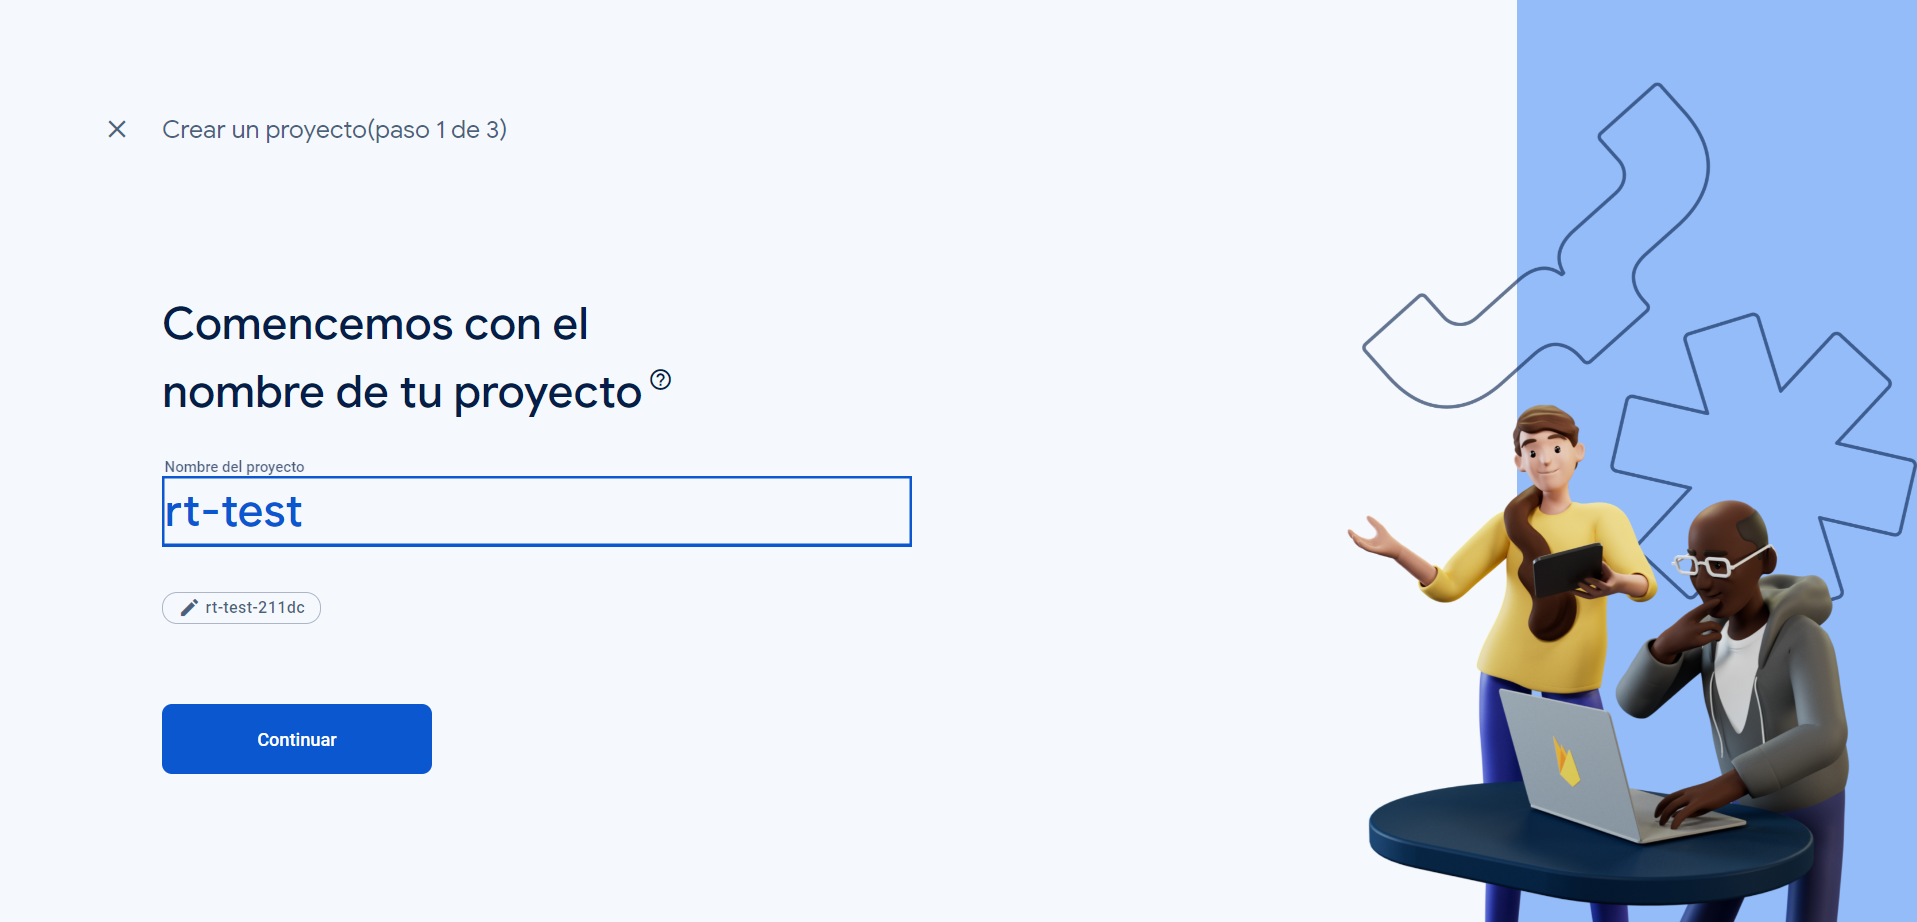 Crear un proyecto(paso 1 de 3)
Comencemos con el
nombre de tu proyecto
Nombre del proyecto
rt-test
rt-test-211dc
Continuar